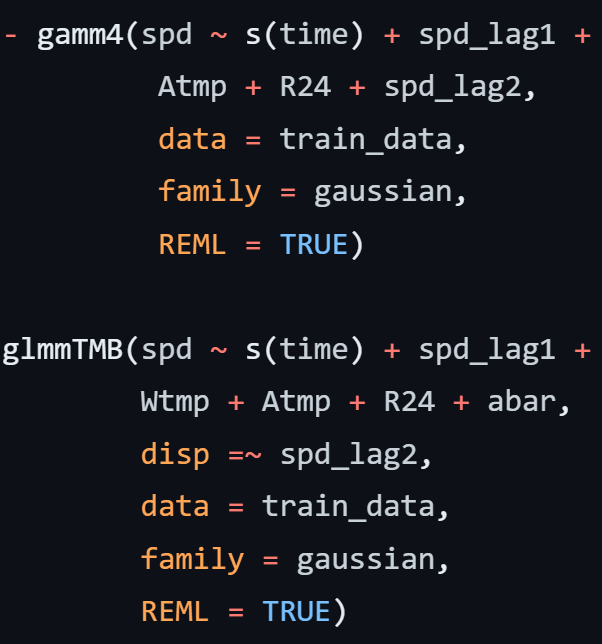 - gamm4(spd ~ s(time) + spd_lag1 +
Atmp + R24 + spd_lag2,
data = train_data,
family = gaussian,
REML = TRUE)
glmmTMB(spd ~ s(time) + spd_lag1 +
Wtmp + Atmp + R24 + abar,
disp =~ spd_lag2,
data = train_data,
family = gaussian,
REML = TRUE)